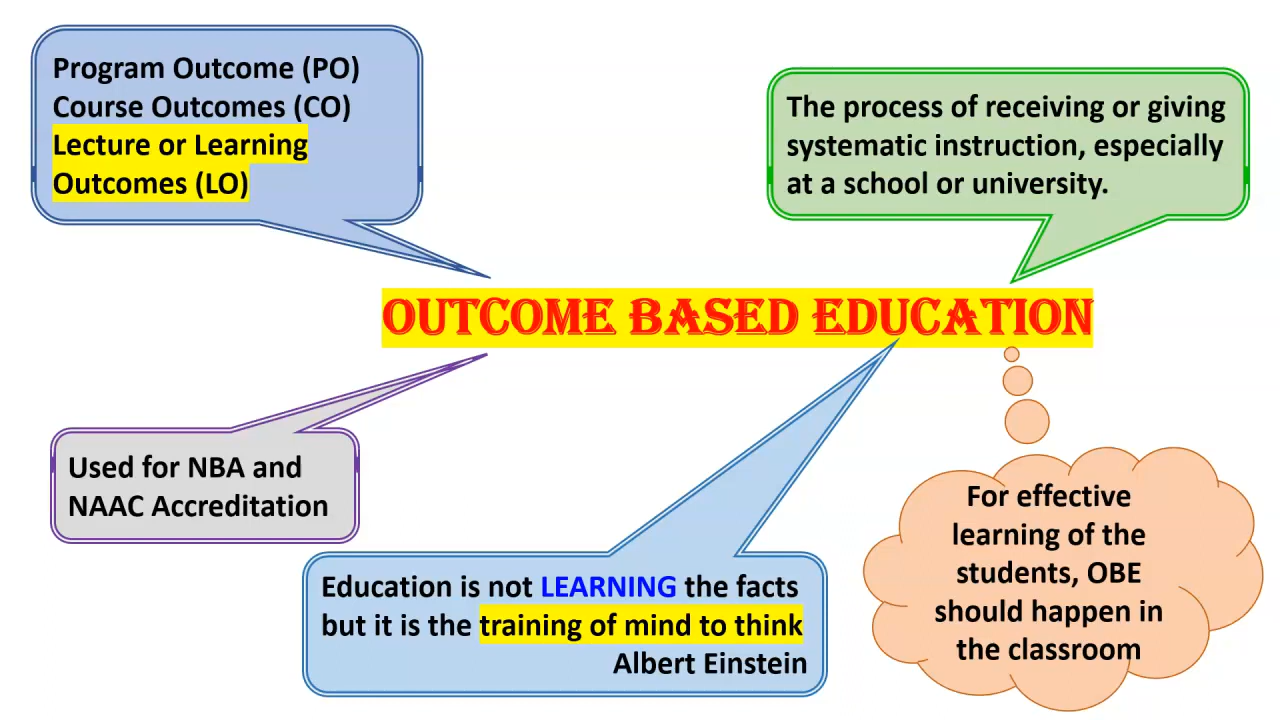 Program Outcome (PO)
Course Outcomes (CO)
Lecture or Learning
Outcomes (LO)
The process of receiving or giving
systematic instruction, especially
at a school or university.
OUTCOME BASED EDUCATION
Used for NBA and
NAAC Accreditation
Education is not LEARNING the facts
but it is the training of mind to think
Albert Einstein
For effective
learning of the
students, OBE
should happen in
the classroom